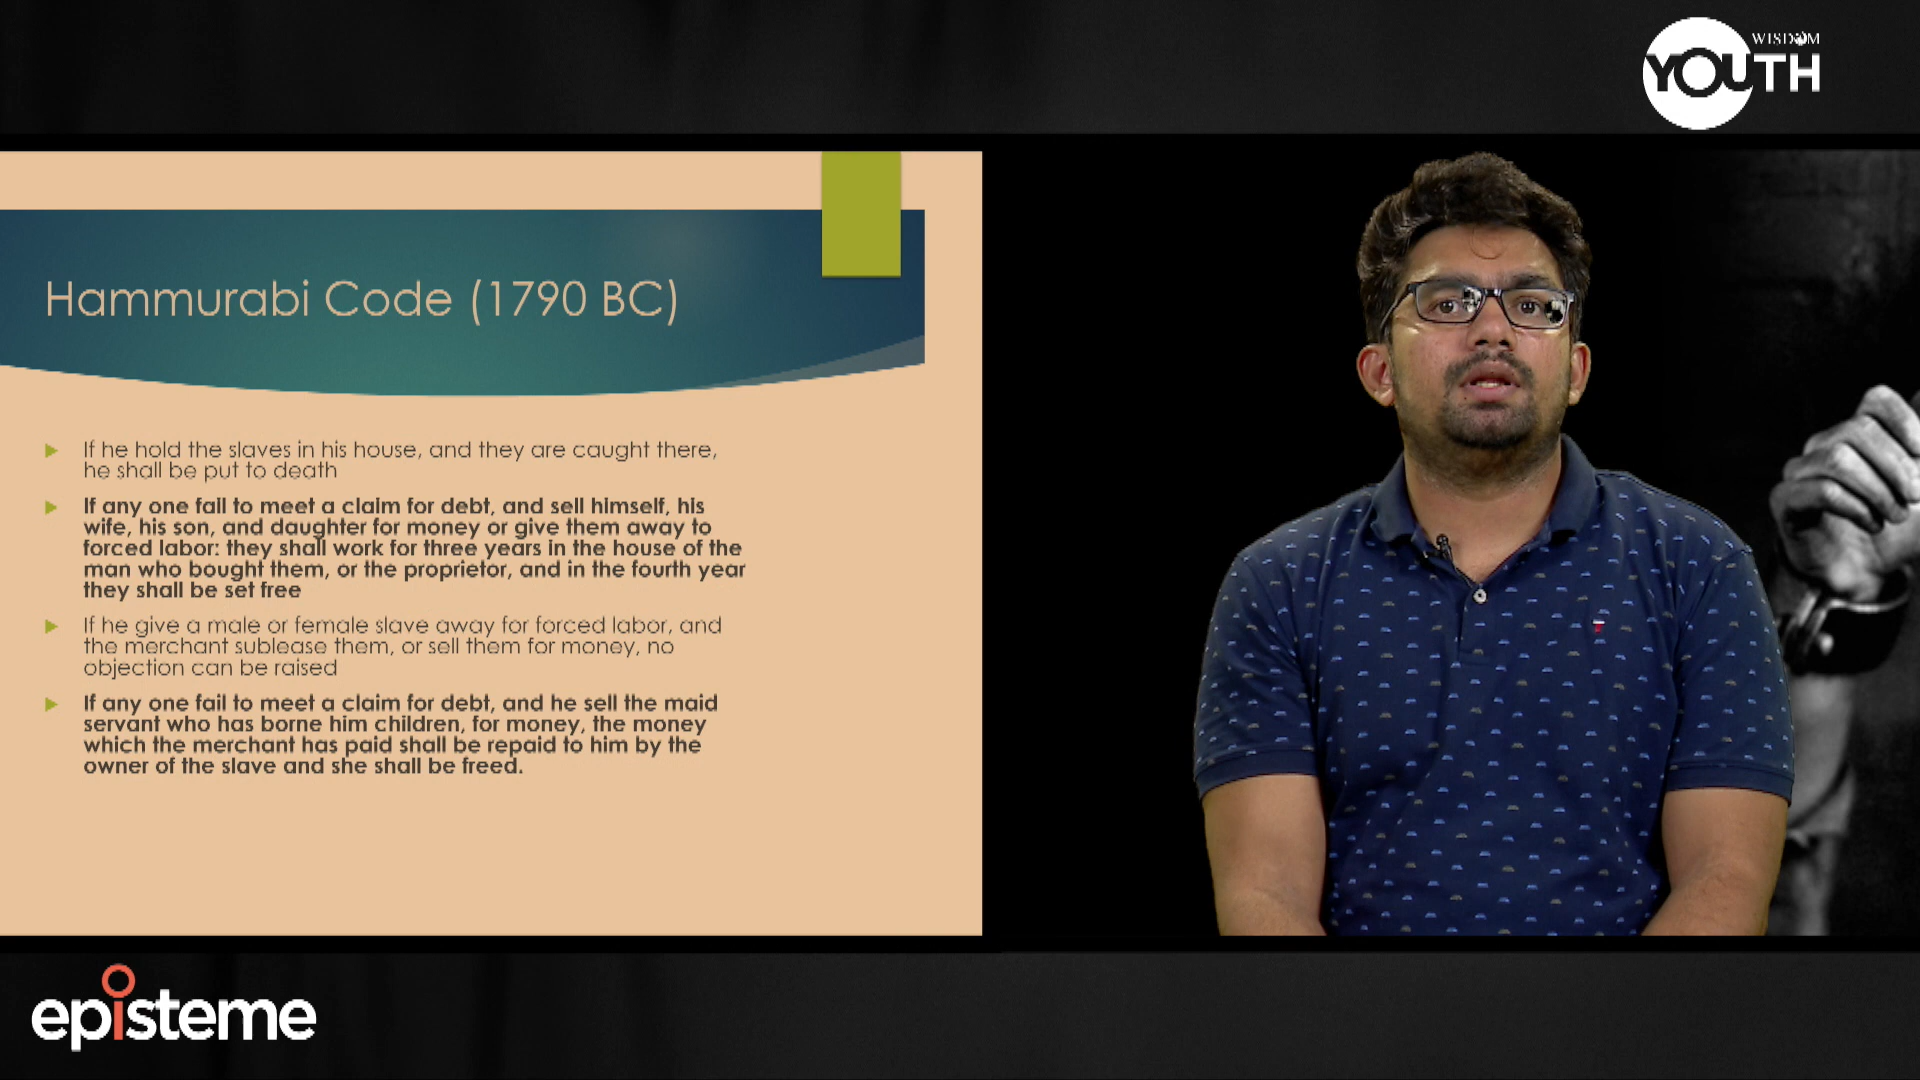 WISDOM
YOUTH
Hammurabi Code (1790 BC)
If he hold the slaves in his house, and they are caught there,
he shall be put to death
If any one fail to meet a claim for debt, and sell himself, his
wife, his son, and daughter for money or give them away to
forced labor: they shall work for three years in the house of the
man who bought them, or the proprietor, and in the fourth year
they shall be set free
If he give a male or female slave away for forced labor, and
the merchant sublease them, or sell them for money, no
objection can be raised
If any one fail to meet a claim for debt, and he sell the maid
servant who has borne him children, for money, the money
which the merchant has paid shall be repaid to him by the
owner of the slave and she shall be freed.
episteme